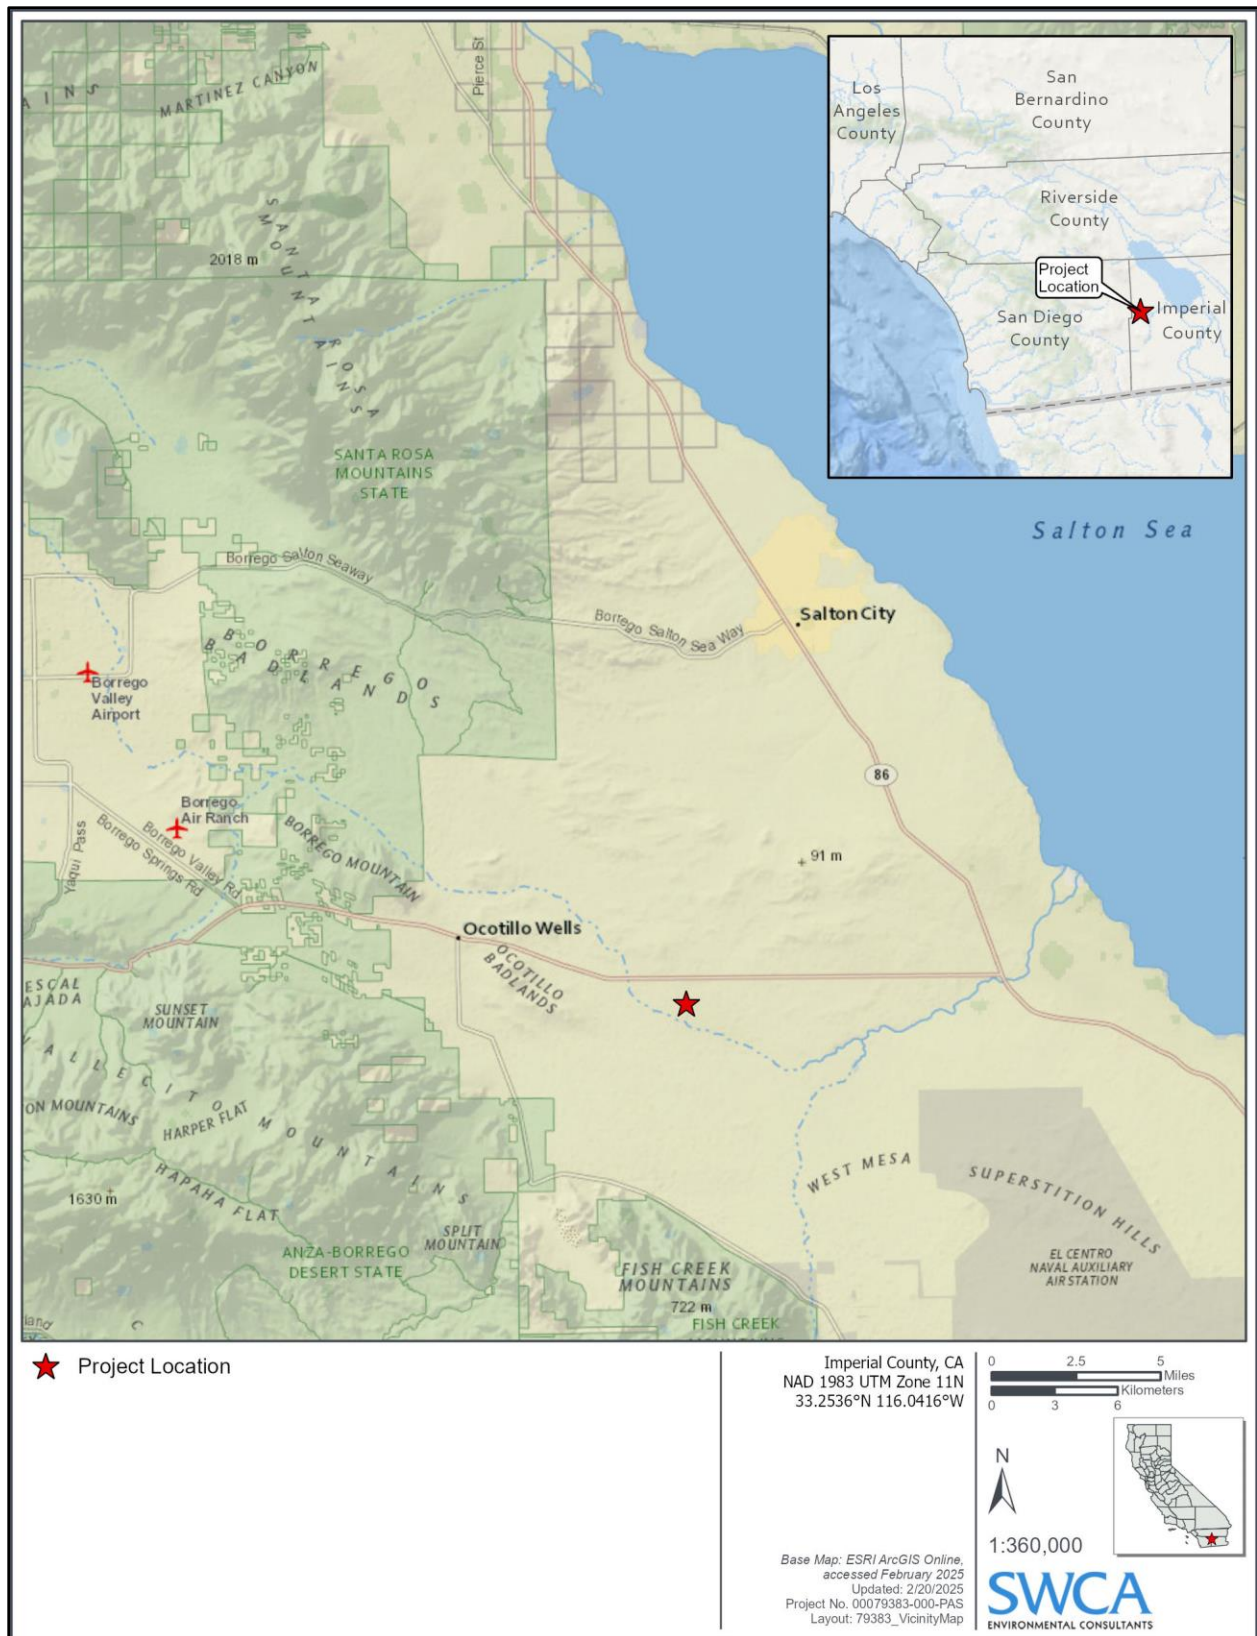 A I N S
MARTINEZ CANYON
Pierce St
SANTA ROSA
MOUNTAINS
2018 m
SANTA ROSA
MOUNTAINS
STATE
Los
Angeles
County
San
Bernardino
County
Riverside
County
Project
Location
San Diego
County
Imperial
County
Salton Sea
Borrego Salton Seaway
Borrego Salton Sea Way
Salton City
BORREGO
BADLANDS
Borrego
Valley
Airport
86
Borrego
Air Ranch
Borrego Valley Rd
Borrego Springs Rd
Yaqui Pass
BORREGO MOUNTAIN
91 m
Ocotillo Wells
OCOTILLO
BADLANDS
ESCAL
AJADA
SUNSET
MOUNTAIN
VALLECITO MOUNTAINS
ON MOUNTAINS
HARPER FLAT
HAPAHA FLAT
1630 m
SPLIT
MOUNTAIN
ANZA-BORREGO
DESERT STATE
WEST MESA
SUPERSTITION HILLS
EL CENTRO
NAVAL AUXILIARY
AIR STATION
FISH CREEK
MOUNTAINS
722 m
FISH CREEK
land
C
Project Location
Imperial County, CA
NAD 1983 UTM Zone 11N
33.2536°N 116.0416°W
0 2.5 5
Miles
Kilometers
0 3 6
N
1:360,000
Base Map: ESRI ArcGIS Online,
accessed February 2025
Updated: 2/20/2025
Project No. 00079383-000-PAS
Layout: 79383_VicinityMap
SWCA
ENVIRONMENTAL CONSULTANTS